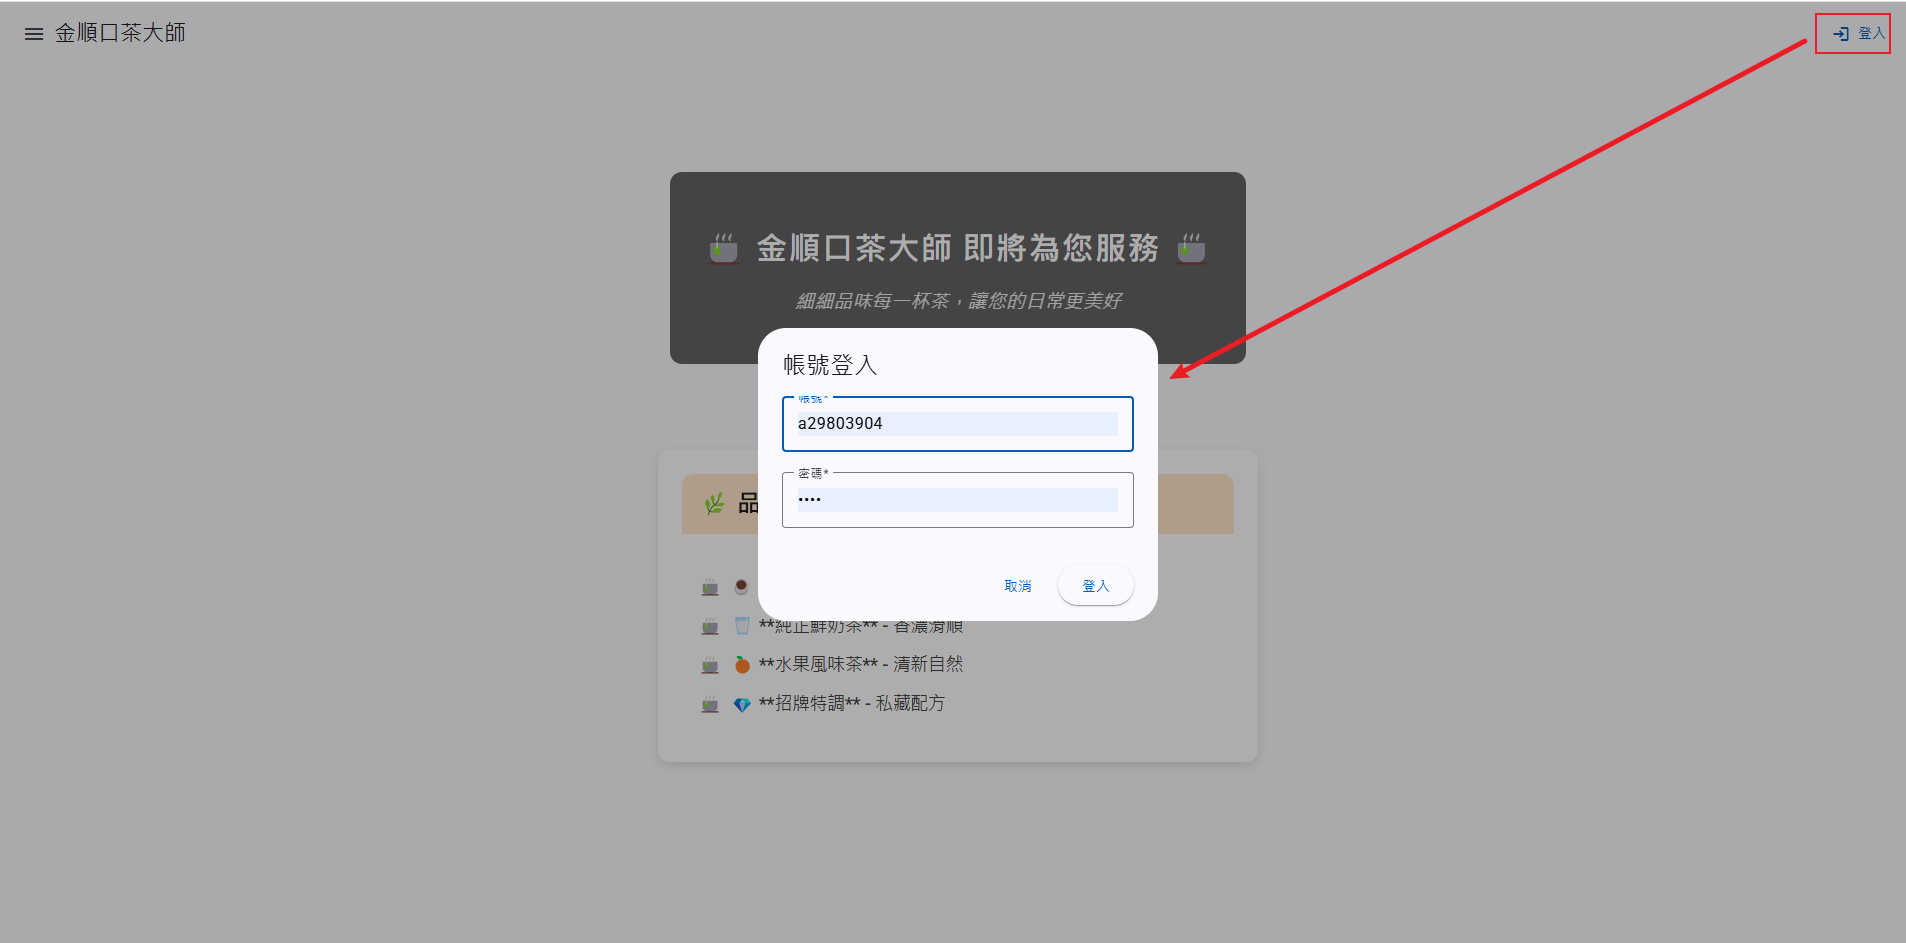 金順口茶大師
登入
金順口茶大師 即將為您服務
細細品味每一杯茶，讓您的日常更美好
帳號登入
帳號*
a29803904
密碼*
••••
取消
登入
品
**純正鮮奶茶** - 香濃滑順
**水果風味茶** - 清新自然
**招牌特調** - 私藏配方